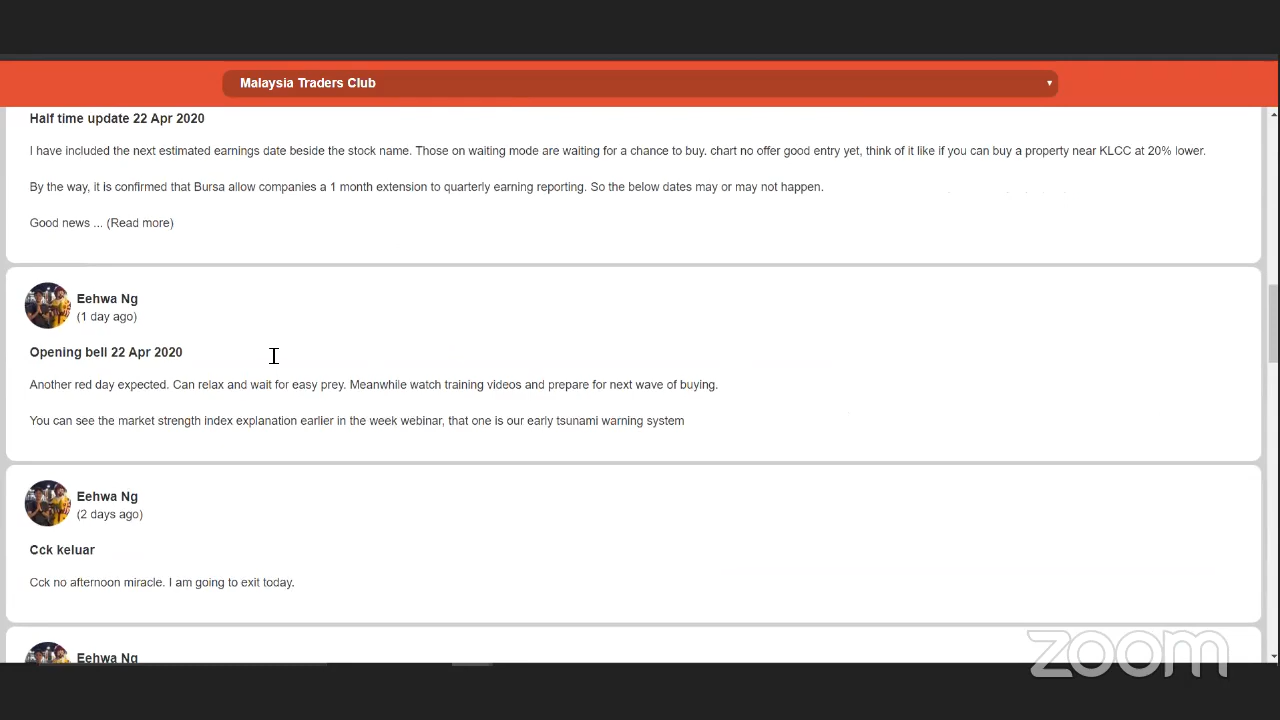 Malaysia Traders Club
Half time update 22 Apr 2020
I have included the next estimated earnings date beside the stock name. Those on waiting mode are waiting for a chance to buy. chart no offer good entry yet, think of it like if you can buy a property near KLCC at 20% lower.
By the way, it is confirmed that Bursa allow companies a 1 month extension to quarterly earning reporting. So the below dates may or may not happen.
Good news ... (Read more)
Eehwa Ng
(1 day ago)
Opening bell 22 Apr 2020
Another red day expected. Can relax and wait for easy prey. Meanwhile watch training videos and prepare for next wave of buying.
You can see the market strength index explanation earlier in the week webinar, that one is our early tsunami warning system
Eehwa Ng
(2 days ago)
Cck keluar
Cck no afternoon miracle. I am going to exit today.
Eehwa Ng
zoom